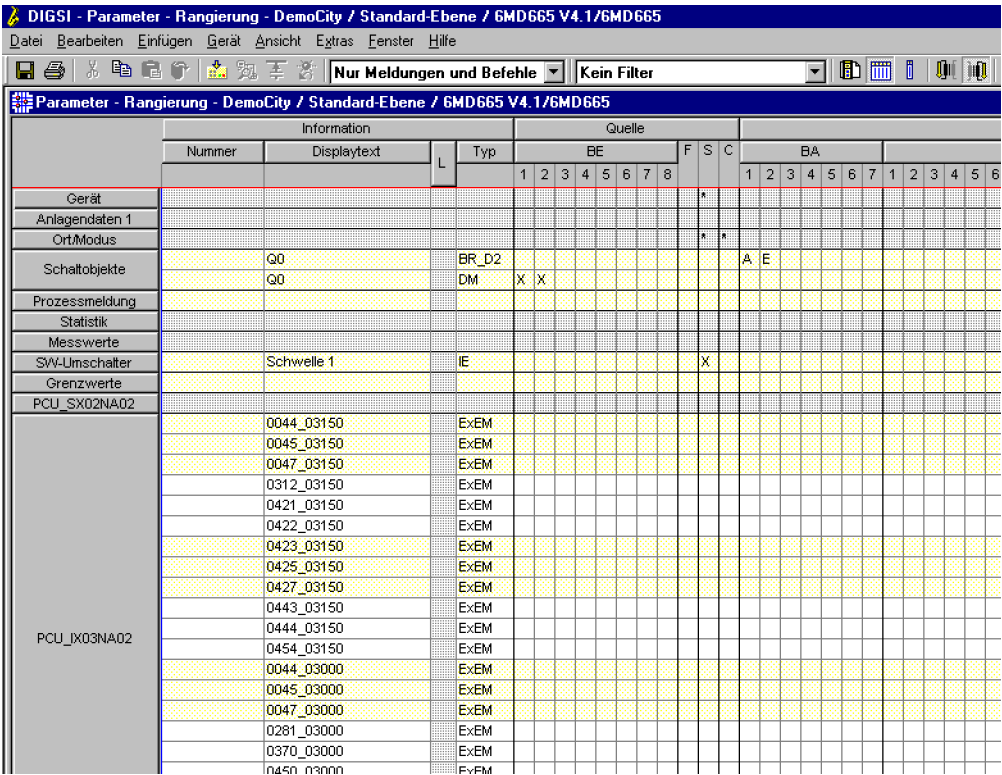 DIGSI - Parameter - Rangierung - DemoCity / Standard-Ebene / 6MD665 V4.1/6MD665
Datei Bearbeiten Einfügen Gerät Ansicht Extras Fenster Hilfe
Nur Meldungen und Befehle Kein Filter
Parameter - Rangierung - DemoCity / Standard-Ebene / 6MD665 V4.1/6MD665
Information Quelle
Nummer Displaytext L Typ BE F S C BA
1 2 3 4 5 6 7 8 1 2 3 4 5 6 7 1 2 3 4 5 6
Gerät *
Anlagendaten 1
Ort/Modus * *
Schaltobjekte
Q0 BR_D2 A E
Q0 DM X X
Prozessmeldung
Statistik
Messwerte
SW-Umschalter Schwelle 1 IE X
Grenzwerte
PCU_SX02NA02
PCU_IX03NA02
0044_03150 ExEM
0045_03150 ExEM
0047_03150 ExEM
0312_03150 ExEM
0421_03150 ExEM
0422_03150 ExEM
0423_03150 ExEM
0425_03150 ExEM
0427_03150 ExEM
0443_03150 ExEM
0444_03150 ExEM
0454_03150 ExEM
0044_03000 ExEM
0045_03000 ExEM
0047_03000 ExEM
0281_03000 ExEM
0370_03000 ExEM
0450_03000 ExEM